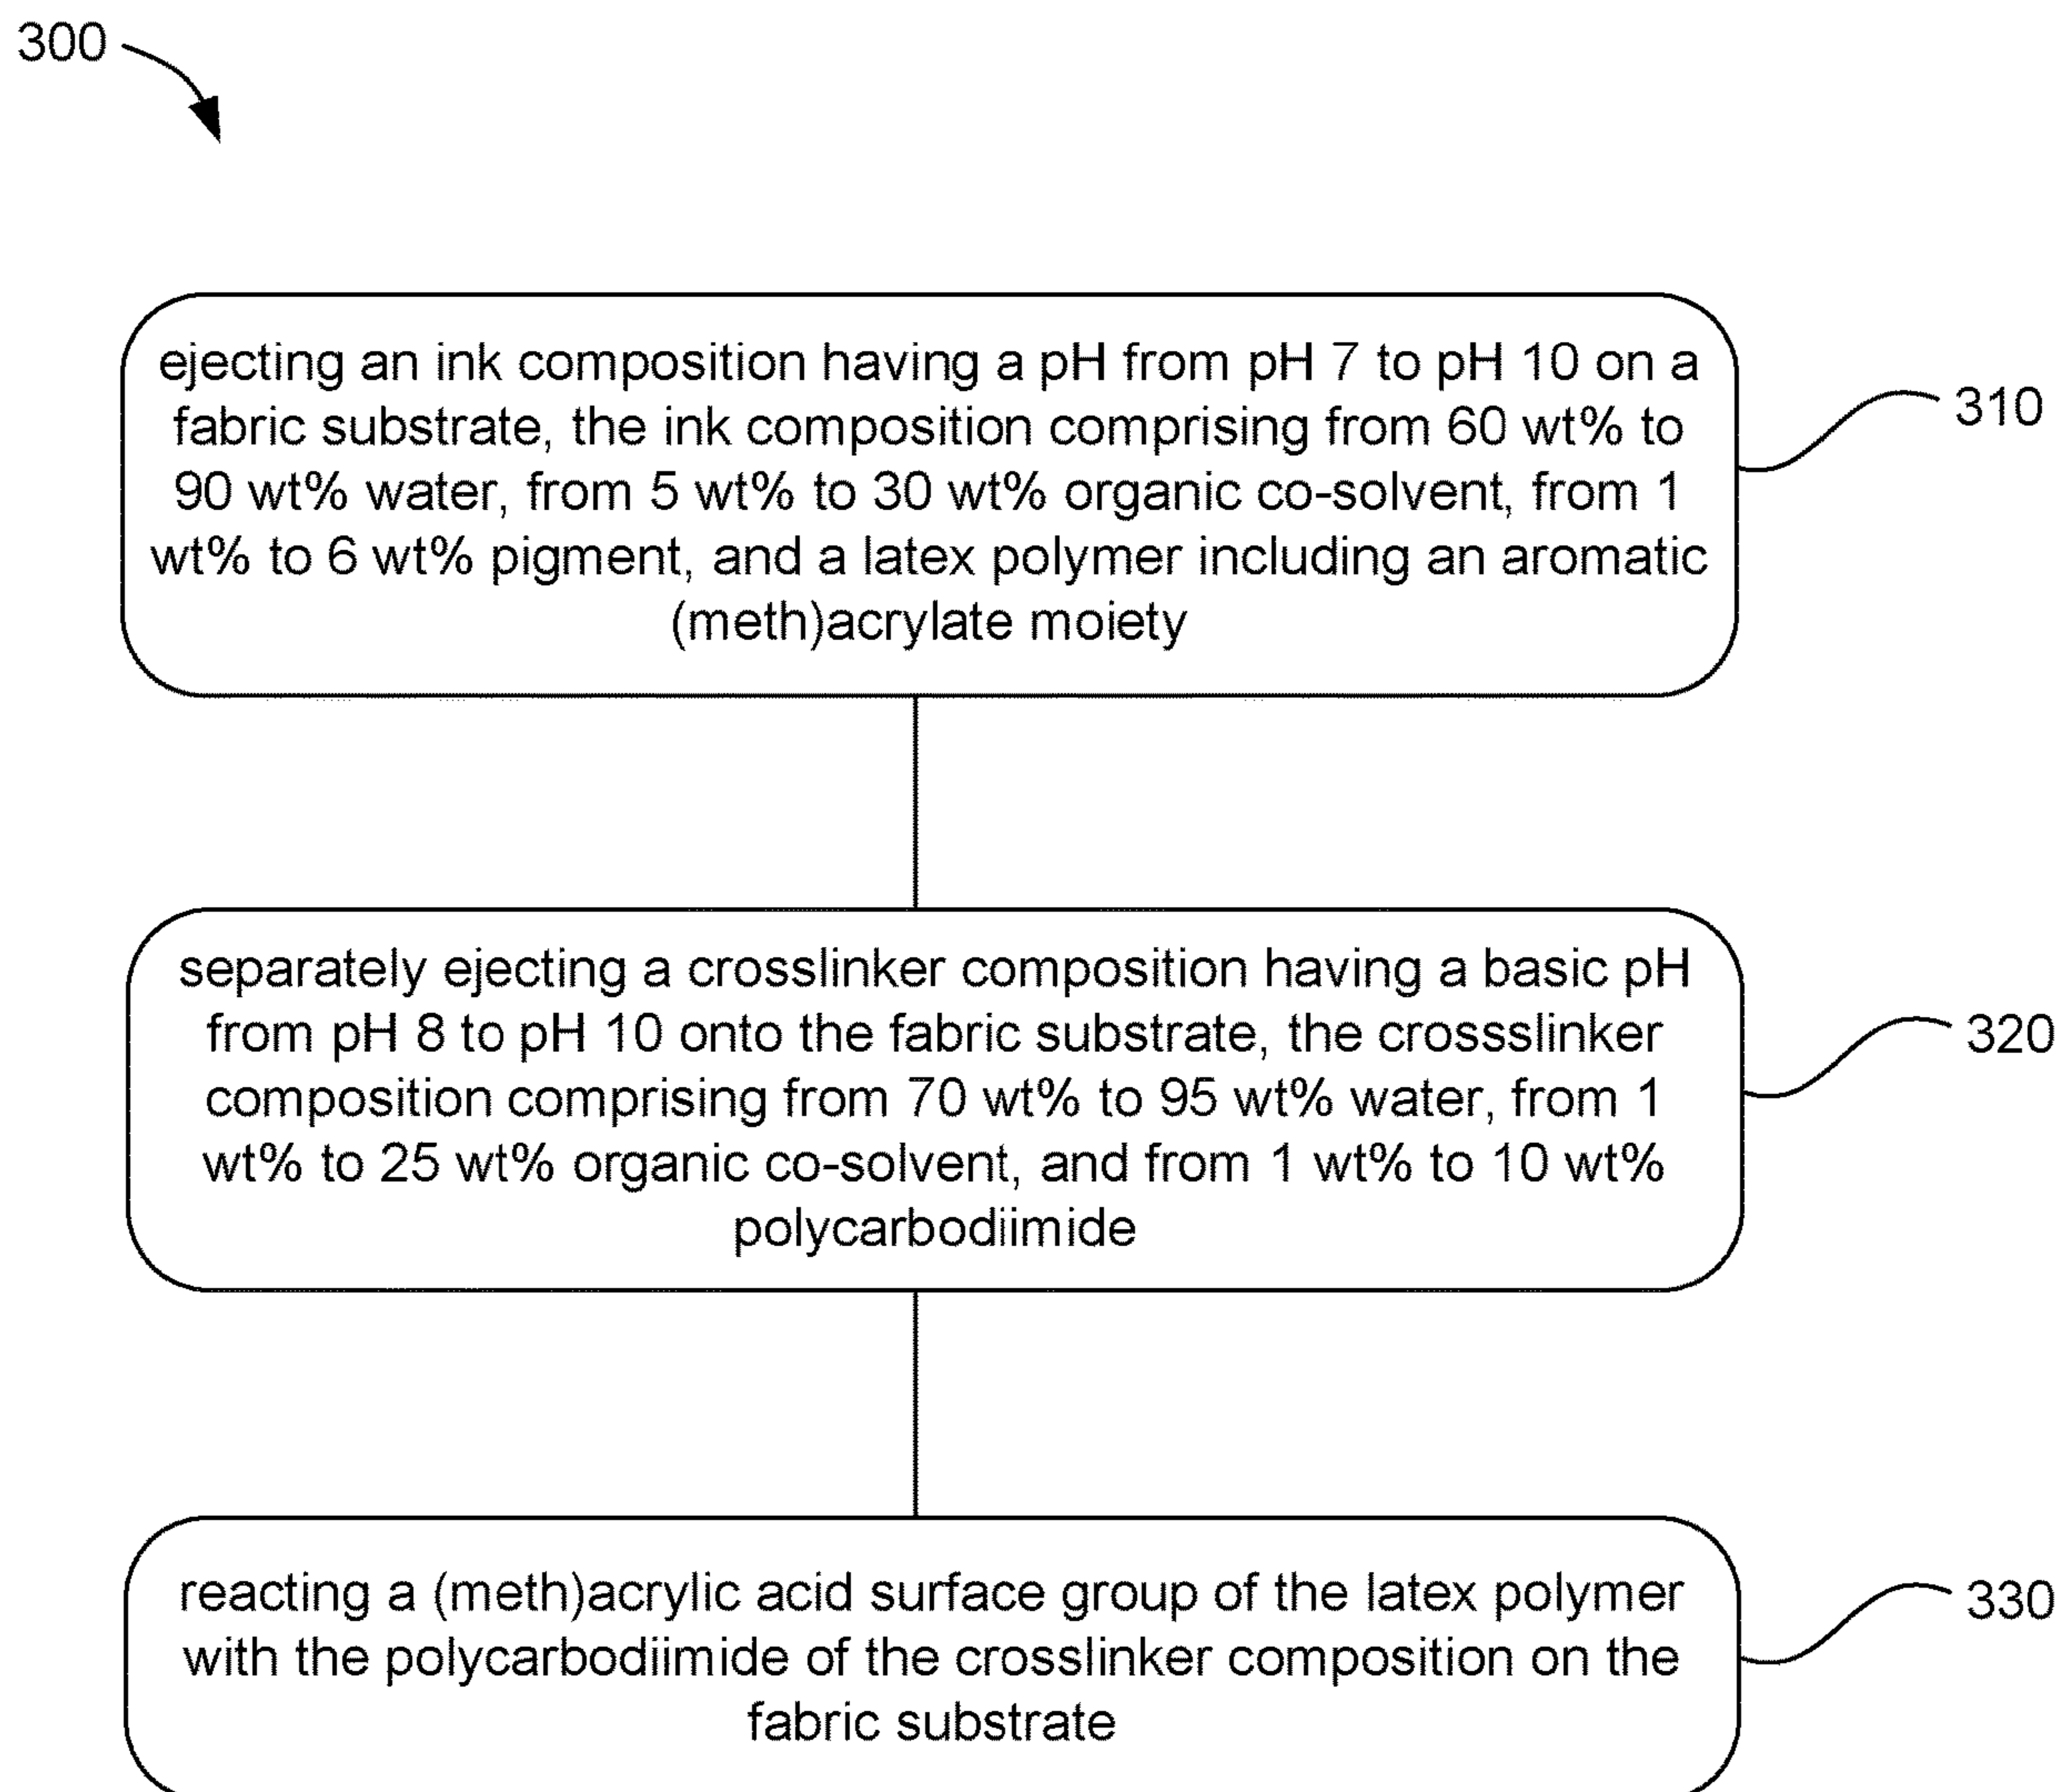 300
ejecting an ink composition having a pH from pH 7 to pH 10 on a
fabric substrate, the ink composition comprising from 60 wt% to
90 wt% water, from 5 wt% to 30 wt% organic co-solvent, from 1
wt% to 6 wt% pigment, and a latex polymer including an aromatic
(meth)acrylate moiety
310
separately ejecting a crosslinker composition having a basic pH
from pH 8 to pH 10 onto the fabric substrate, the crossslinker
composition comprising from 70 wt% to 95 wt% water, from 1
wt% to 25 wt% organic co-solvent, and from 1 wt% to 10 wt%
polycarbodiimide
320
reacting a (meth)acrylic acid surface group of the latex polymer
with the polycarbodiimide of the crosslinker composition on the
fabric substrate
330